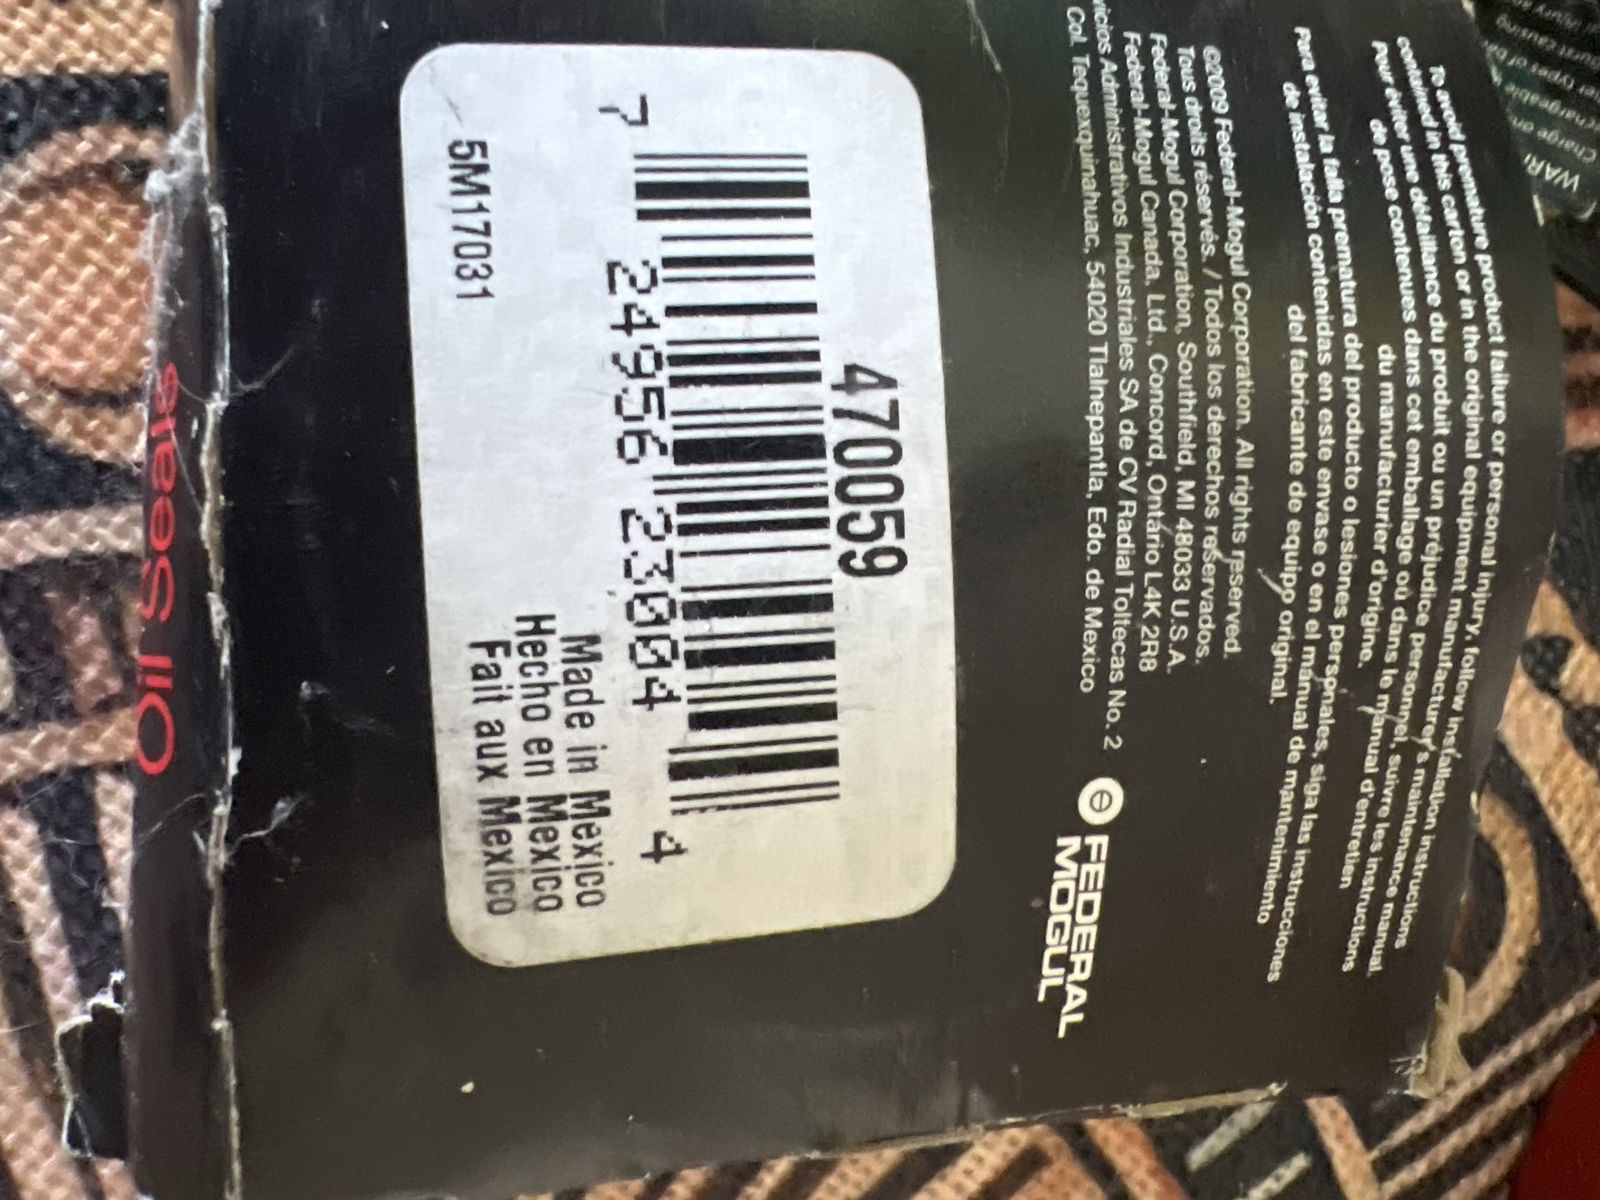 To avoid premature product failure or personal injury, follow installation instructions
contained in this carton or in the original equipment manufacturer's maintenance manual.
Pour éviter une défaillance du produit ou un préjudice personnel, suivre les instructions
de pose contenues dans cet emballage où dans le manual d'entretien
du manufacturier d'origine.
Para evitar la falla prematura del producto o lesiones personales, siga las instrucciones
de instalación contenidas en este envase o en el manual de mantenimiento
del fabricante de equipo original.
©2009 Federal-Mogul Corporation. All rights reserved.
Tous droits réservés. / Todos los derechos reservados.
Federal-Mogul Corporation, Southfield, MI 48033 U.S.A.
Federal-Mogul Canada, Ltd., Concord, Ontario L4K 2R8
Administrativos Industriales SA de CV Radial Toltecas No. 2
Col. Tequexquinahuac, 54020 Tlalnepantla, Edo. de Mexico
FEDERAL
MOGUL
470059
7 24956 23004 4
Made in Mexico
Hecho en Mexico
Fait aux Mexico
5M17031
Oil Seals